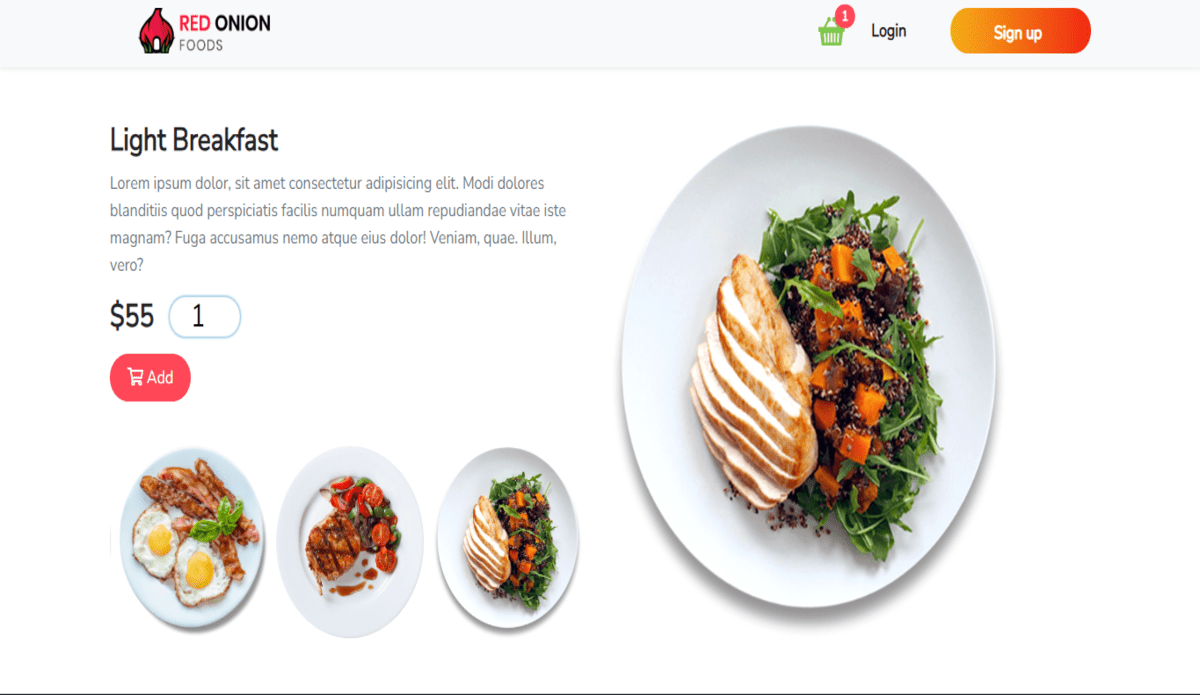 RED ONION
FOODS
1
Login
Sign up
Light Breakfast
Lorem ipsum dolor, sit amet consectetur adipisicing elit. Modi dolores
blanditiis quod perspiciatis facilis numquam ullam repudiandae vitae iste
magnam? Fuga accusamus nemo atque eius dolor! Veniam, quae. Illum,
vero?
$55 1
Add